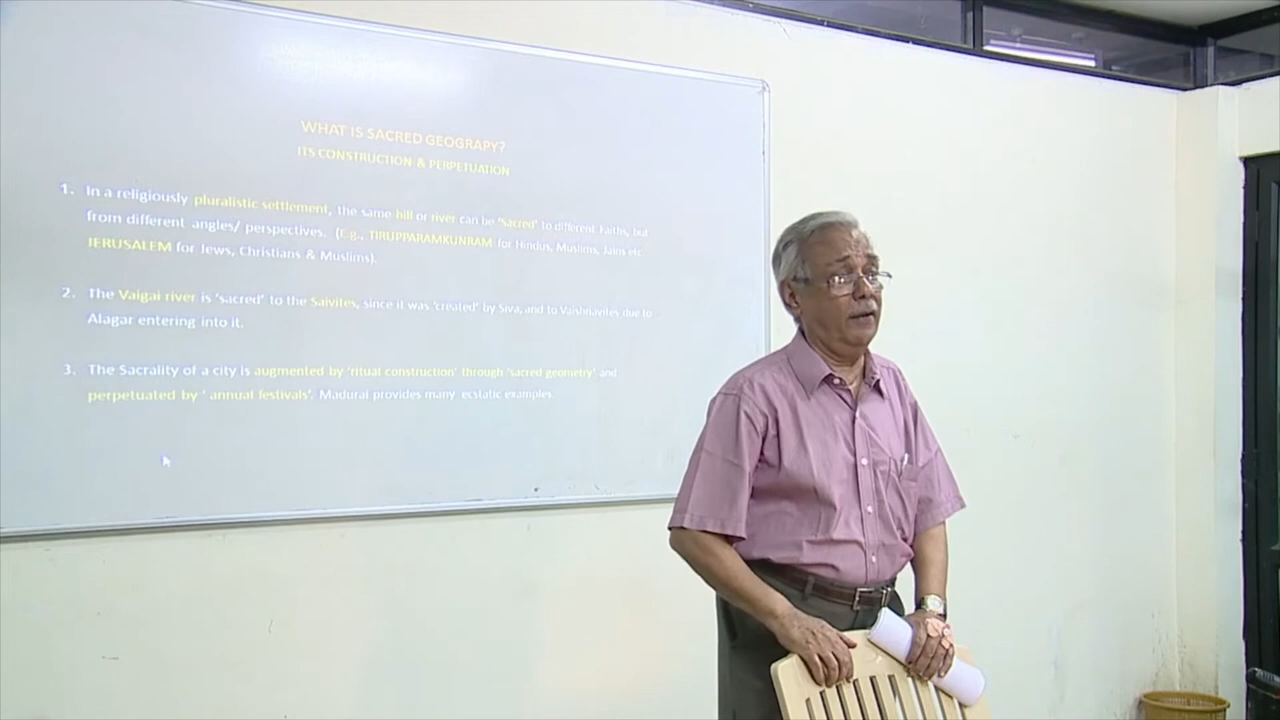 WHAT IS SACRED GEOGRAPY?
ITS CONSTRUCTION & PERPETUATION
1. In a religiously pluralistic settlement, the same hill or river can be 'sacred' to different Faiths, but
from different angles/ perspectives. (E.g., TIRUPPARAMKUNRAM for Hindus, Muslims, Jains etc
JERUSALEM for Jews, Christians & Muslims).
2. The Vaigai river is 'sacred' to the Saivites, since it was 'created' by Siva, and to Vaishnavites due to
Alagar entering into it.
3. The Sacrality of a city is augmented by 'ritual construction' through 'sacred geometry' and
perpetuated by ' annual festivals'. Madurai provides many ecstatic examples.